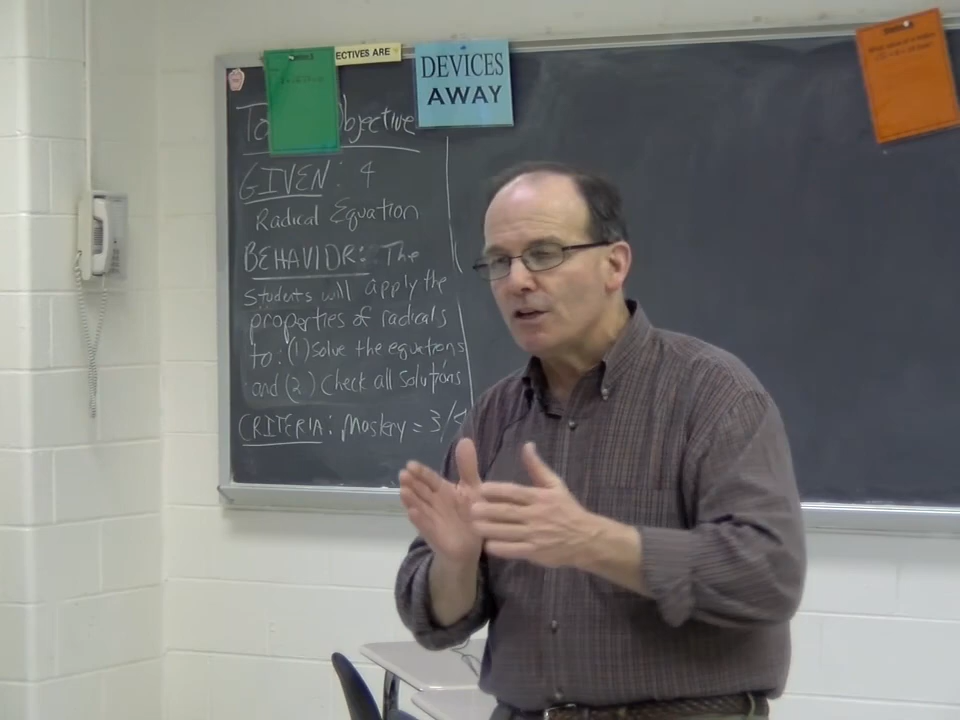 ECTIVES ARE
DEVICES
AWAY
To bjective
GIVEN: 4
Radical Equation
BEHAVIOR: The
students will apply the
properties of radicals
to: (1) solve the equations
and (2) Check all solutions
CRITERIA: Mastery = 3/4